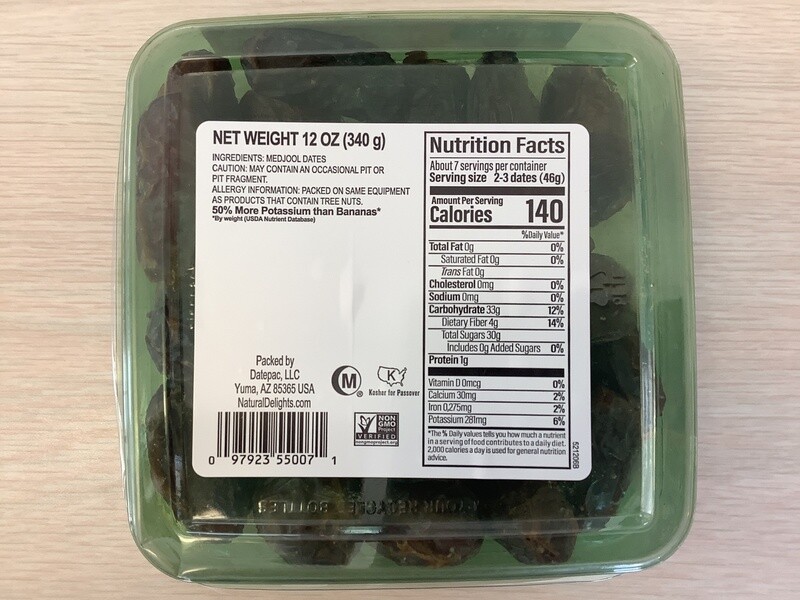 NET WEIGHT 12 OZ (340 g)
INGREDIENTS: MEDJOOL DATES
CAUTION: MAY CONTAIN AN OCCASIONAL PIT OR
PIT FRAGMENT.
ALLERGY INFORMATION: PACKED ON SAME EQUIPMENT
AS PRODUCTS THAT CONTAIN TREE NUTS.
50% More Potassium than Bananas*
*By weight (USDA Nutrient Database)
Packed by
Datepac, LLC
Yuma, AZ 85365 USA
NaturalDelights.com
M
K
Kosher for Passover
NON
GMO
Project
VERIFIED
nongmoproject.org
0 97923 55007 1
Nutrition Facts
About 7 servings per container
Serving size 2-3 dates (46g)
Amount Per Serving
Calories 140
%Daily Value*
Total Fat 0g 0%
Saturated Fat 0g 0%
Trans Fat 0g
Cholesterol 0mg 0%
Sodium 0mg 0%
Carbohydrate 33g 12%
Dietary Fiber 4g 14%
Total Sugars 30g
Includes 0g Added Sugars 0%
Protein 1g
Vitamin D 0mcg 0%
Calcium 30mg 2%
Iron 0,275mg 2%
Potassium 281mg 6%
*The % Daily values tells you how much a nutrient
in a serving of food contributes to a daily diet.
2,000 calories a day is used for general nutrition
advice.
521206B
YOUR RECYCLED BOTTLES